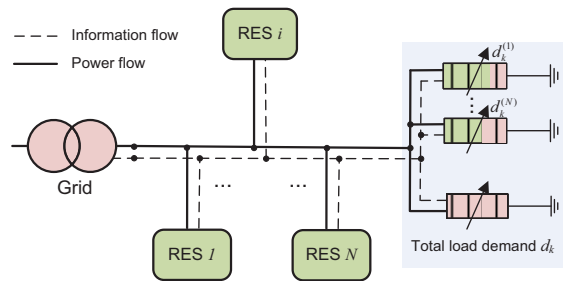 Information flow
Power flow
RES i
d_k^{(1)}
...
d_k^{(N)}
Grid
... ...
RES 1
RES N
Total load demand d_k